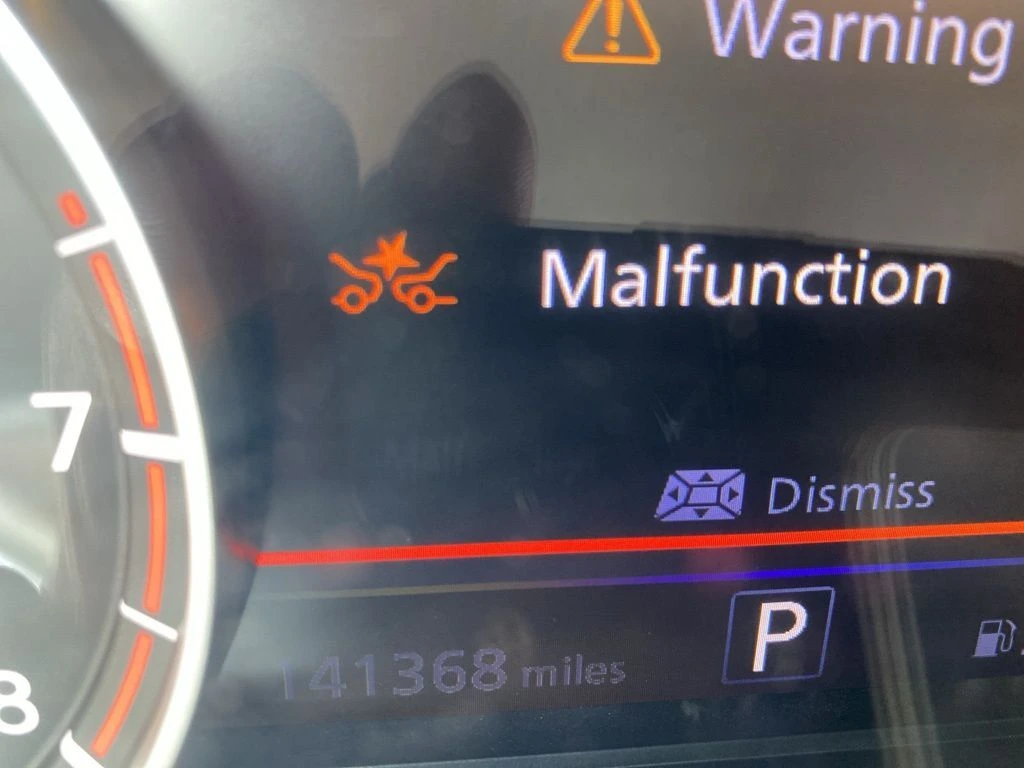 Warning
Malfunction
7
Dismiss
P
141368 miles
8